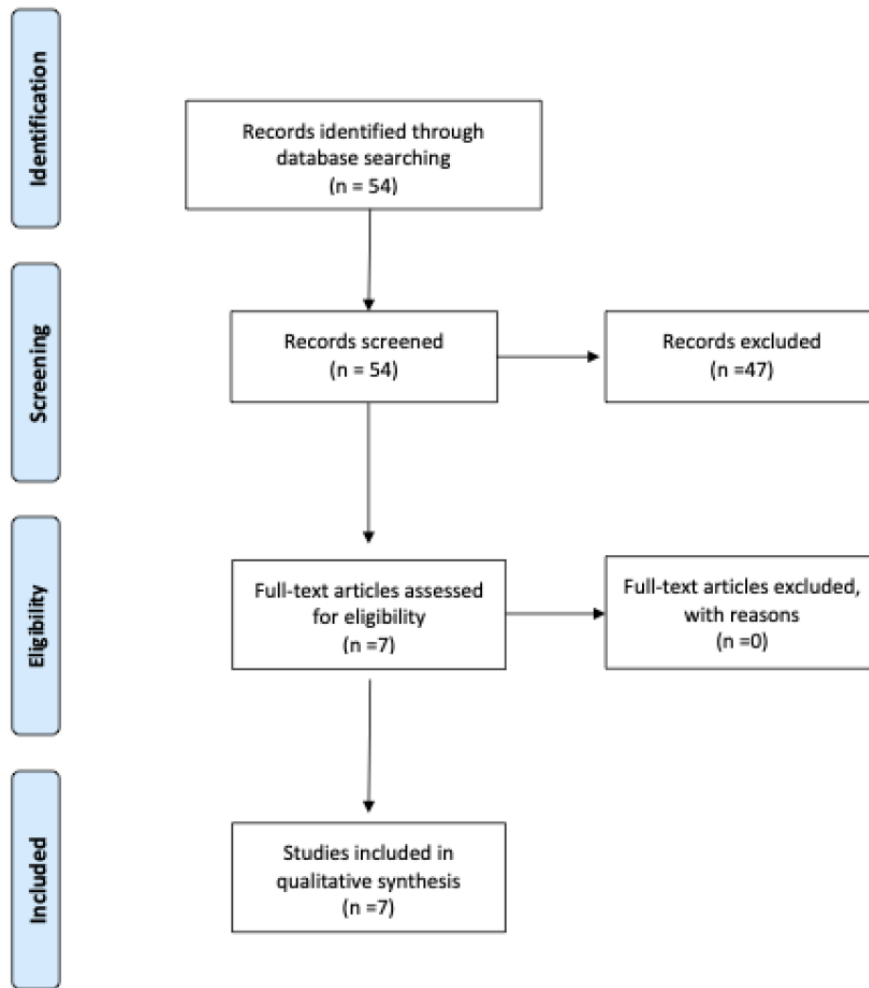 Identification
Records identified through
database searching
(n = 54)
Screening
Records screened
(n = 54)
Records excluded
(n =47)
Eligibility
Full-text articles assessed
for eligibility
(n =7)
Full-text articles excluded,
with reasons
(n =0)
Included
Studies included in
qualitative synthesis
(n =7)